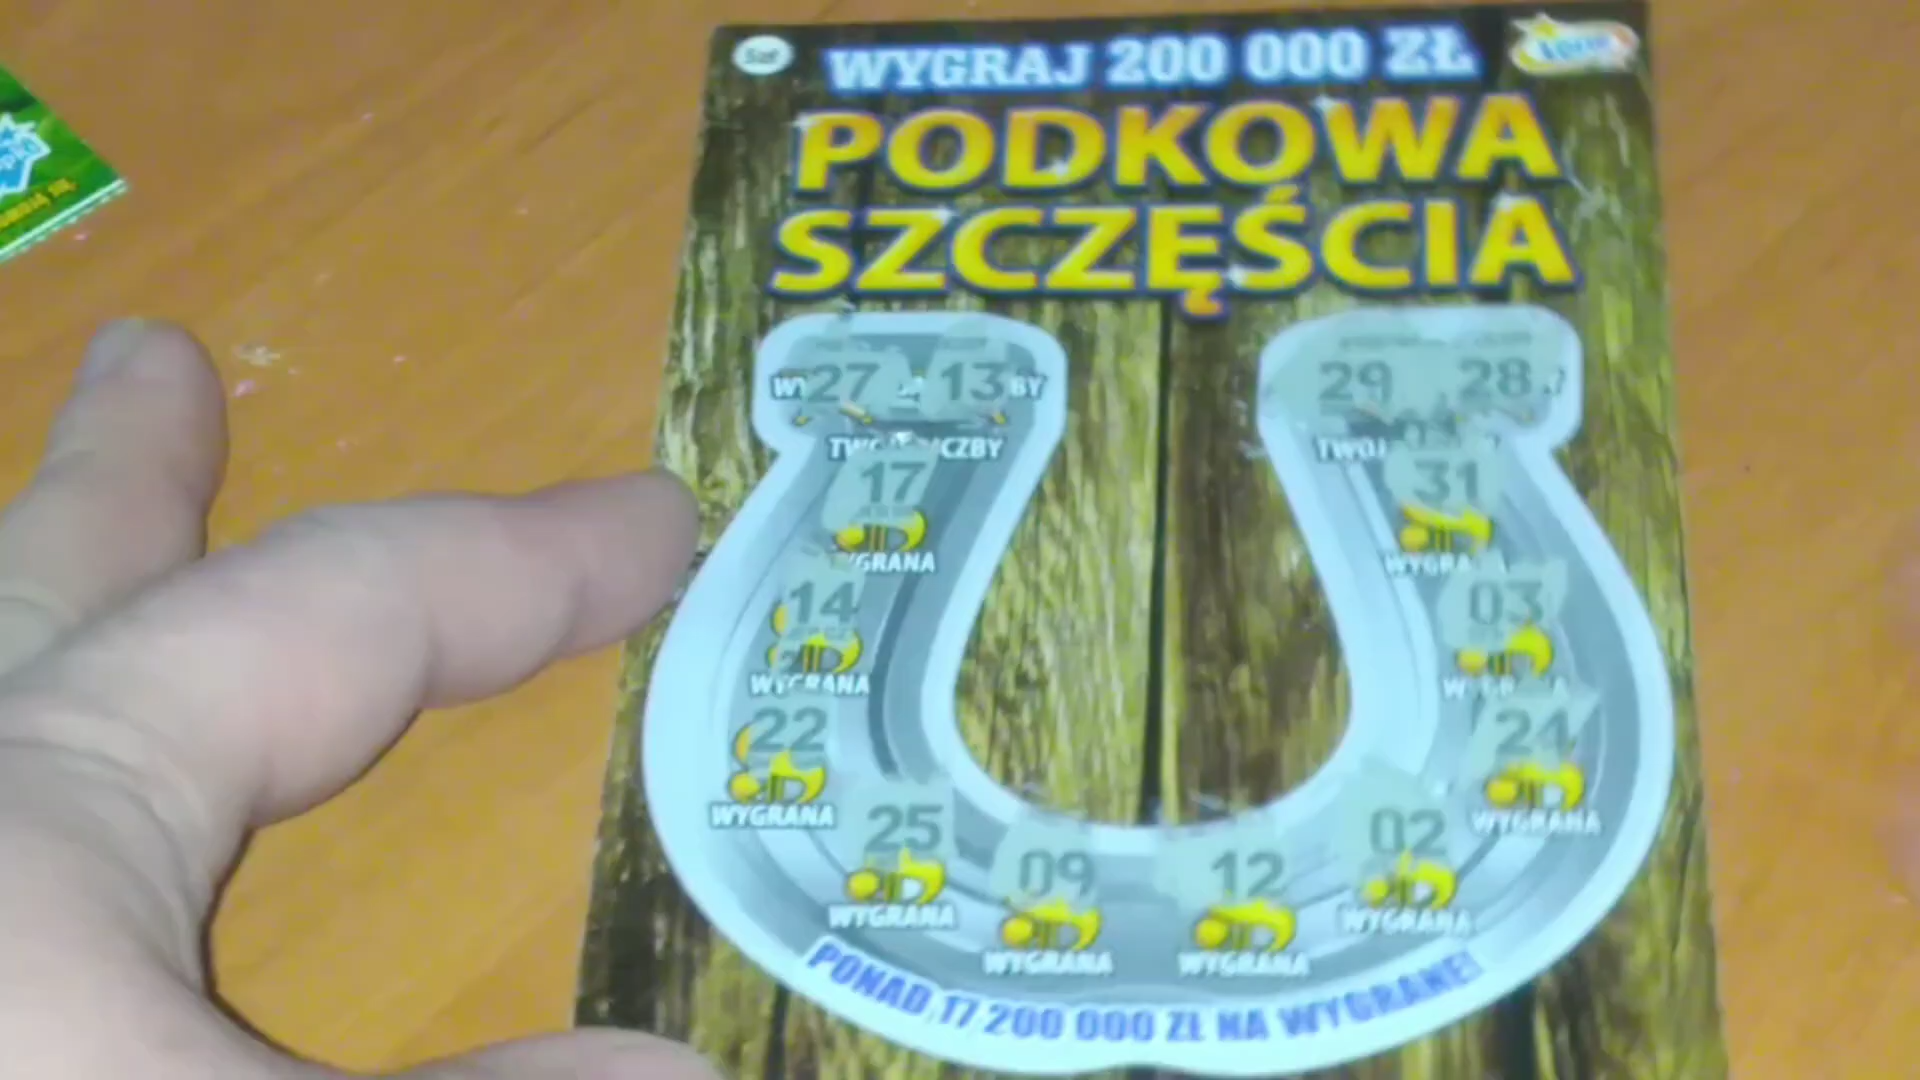 5zł
WYGRAJ 200 000 ZŁ
PODKOWA
SZCZĘŚCIA
27 13 29 28
17 31
WYGRANA
14 03
WYGRANA WYGRANA
22 24
WYGRANA WYGRANA
25 09 12 02
WYGRANA WYGRANA WYGRANA WYGRANA
PONAD 17 200 000 ZŁ NA WYGRANE!